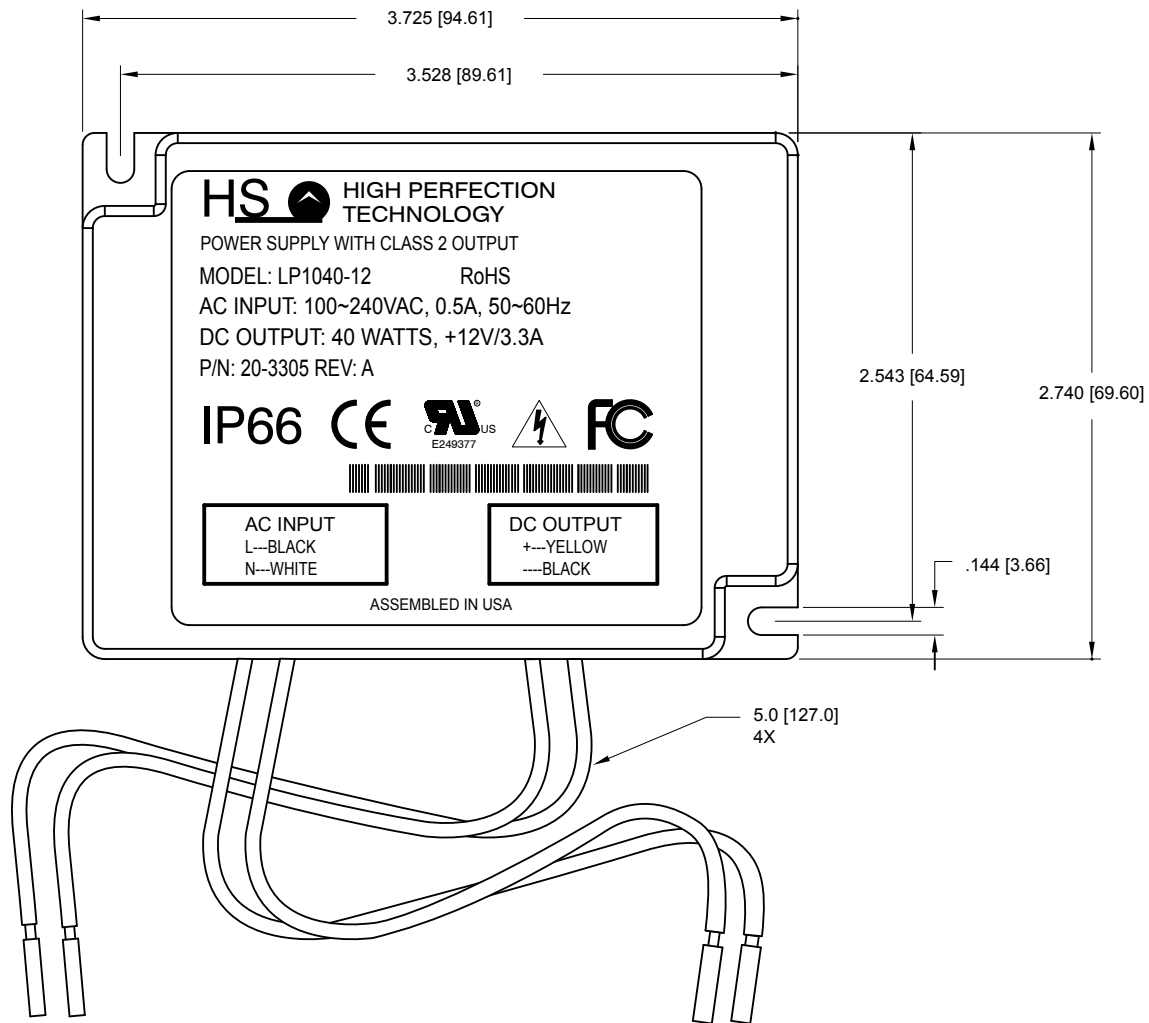 3.725 [94.61]
3.528 [89.61]
HS HIGH PERFECTION
TECHNOLOGY
POWER SUPPLY WITH CLASS 2 OUTPUT
MODEL: LP1040-12 RoHS
AC INPUT: 100~240VAC, 0.5A, 50~60Hz
DC OUTPUT: 40 WATTS, +12V/3.3A
P/N: 20-3305 REV: A
2.543 [64.59]
2.740 [69.60]
IP66 CE C RU ® US FC
E249377
AC INPUT
L---BLACK
N---WHITE
DC OUTPUT
+---YELLOW
----BLACK
.144 [3.66]
ASSEMBLED IN USA
5.0 [127.0]
4X